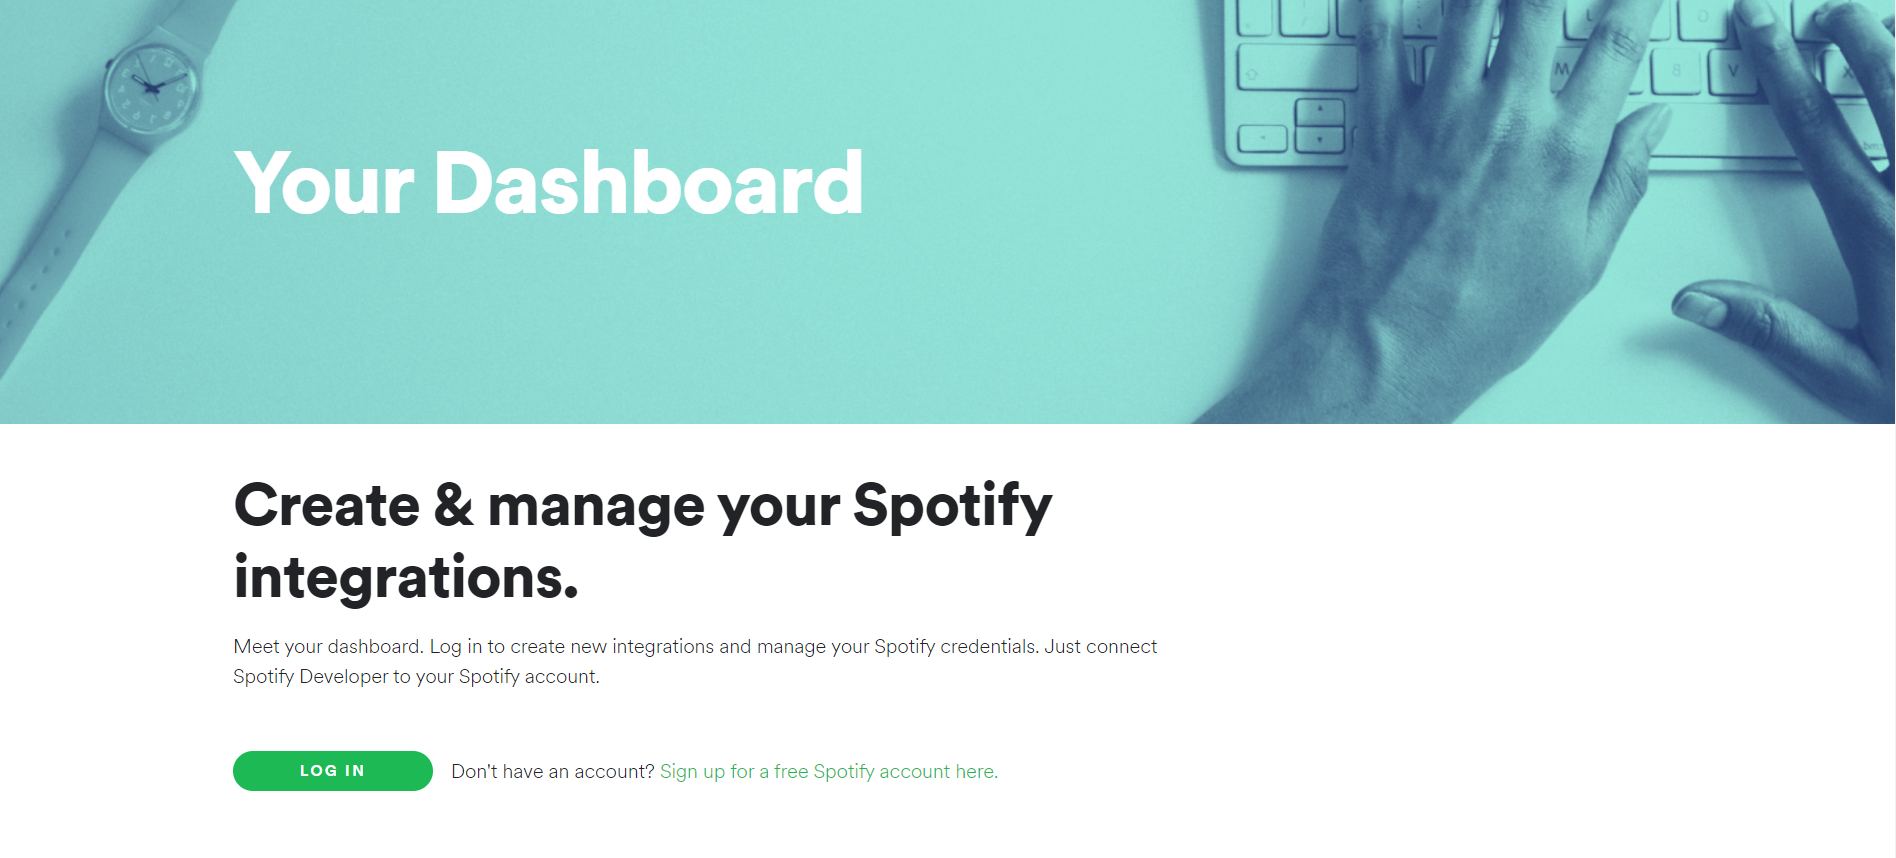 Your Dashboard
Create & manage your Spotify
integrations.
Meet your dashboard. Log in to create new integrations and manage your Spotify credentials. Just connect
Spotify Developer to your Spotify account.
LOG IN
Don't have an account? Sign up for a free Spotify account here.